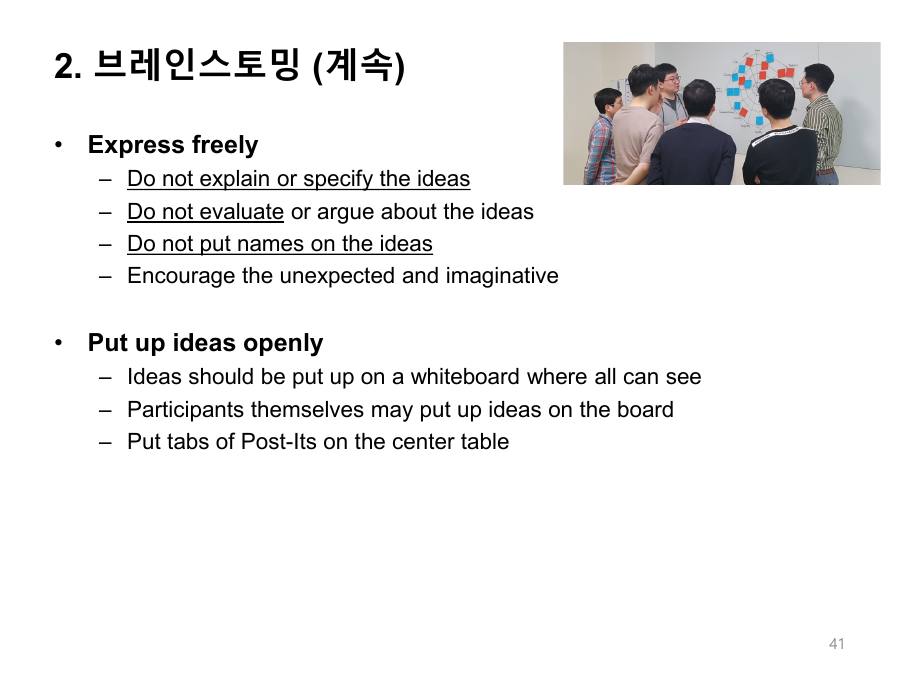 2. 브레인스토밍 (계속)
• Express freely
– Do not explain or specify the ideas
– Do not evaluate or argue about the ideas
– Do not put names on the ideas
– Encourage the unexpected and imaginative
• Put up ideas openly
– Ideas should be put up on a whiteboard where all can see
– Participants themselves may put up ideas on the board
– Put tabs of Post-Its on the center table
41